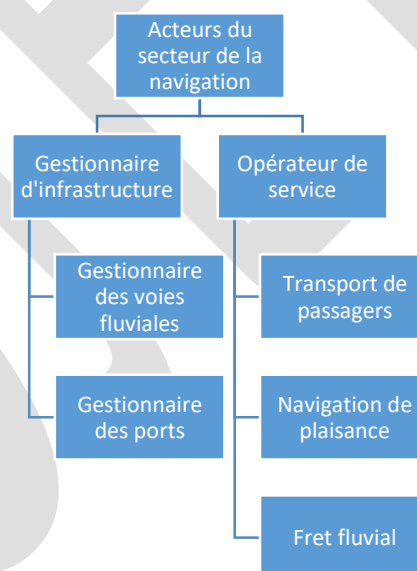 Acteurs du
secteur de la
navigation
Gestionnaire
d'infrastructure
Gestionnaire
des voies
fluviales
Gestionnaire
des ports
Opérateur de
service
Transport de
passagers
Navigation de
plaisance
Fret fluvial